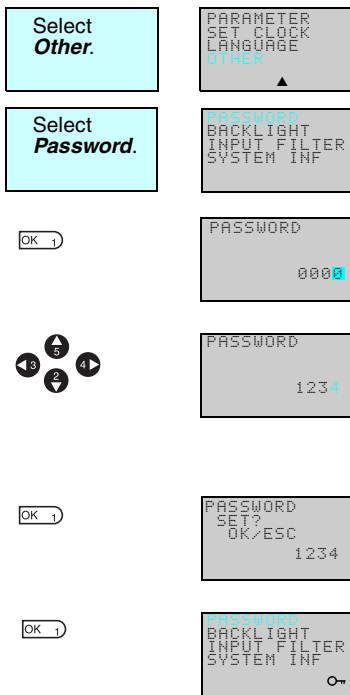 Select
Other.
PARAMETER
SET CLOCK
LANGUAGE
OTHER
Select
Password.
PASSWORD
BACKLIGHT
INPUT FILTER
SYSTEM INF
OK 1
PASSWORD
0000
5
3 4
2
PASSWORD
1234
OK 1
PASSWORD
SET?
OK/ESC
1234
OK 1
PASSWORD
BACKLIGHT
INPUT FILTER
SYSTEM INF